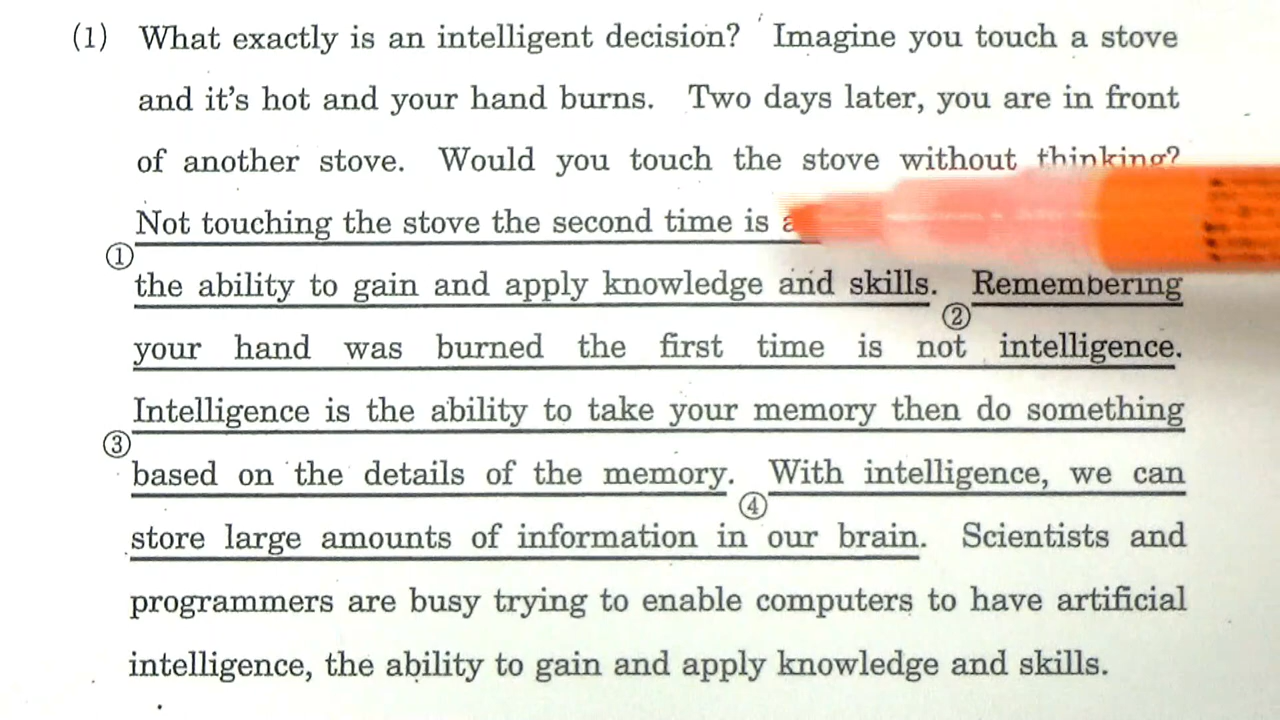 (1) What exactly is an intelligent decision? Imagine you touch a stove
and it's hot and your hand burns. Two days later, you are in front
of another stove. Would you touch the stove without thinking?
Not touching the stove the second time is
①
the ability to gain and apply knowledge and skills. Remembering
②
your hand was burned the first time is not intelligence.
Intelligence is the ability to take your memory then do something
③
based on the details of the memory. With intelligence, we can
④
store large amounts of information in our brain. Scientists and
programmers are busy trying to enable computers to have artificial
intelligence, the ability to gain and apply knowledge and skills.